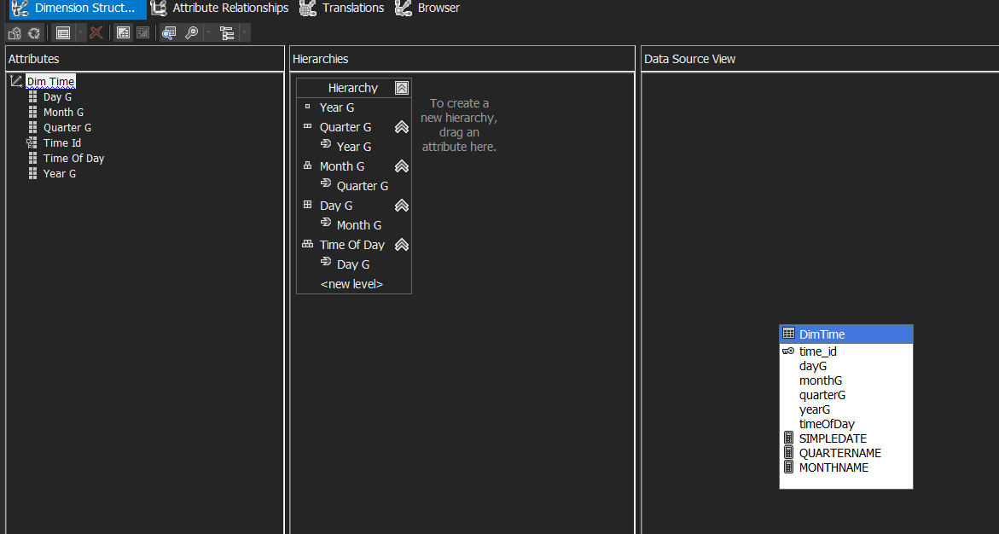 Dimension Struct...
Attribute Relationships
Translations
Browser
Attributes
Dim Time
Day G
Month G
Quarter G
Time Id
Time Of Day
Year G
Hierarchies
Hierarchy
Year G
Quarter G
Year G
Month G
Quarter G
Day G
Month G
Time Of Day
Day G
<new level>
To create a
new hierarchy,
drag an
attribute here.
Data Source View
DimTime
time_id
dayG
monthG
quarterG
yearG
timeOfDay
SIMPLEDATE
QUARTERNAME
MONTHNAME